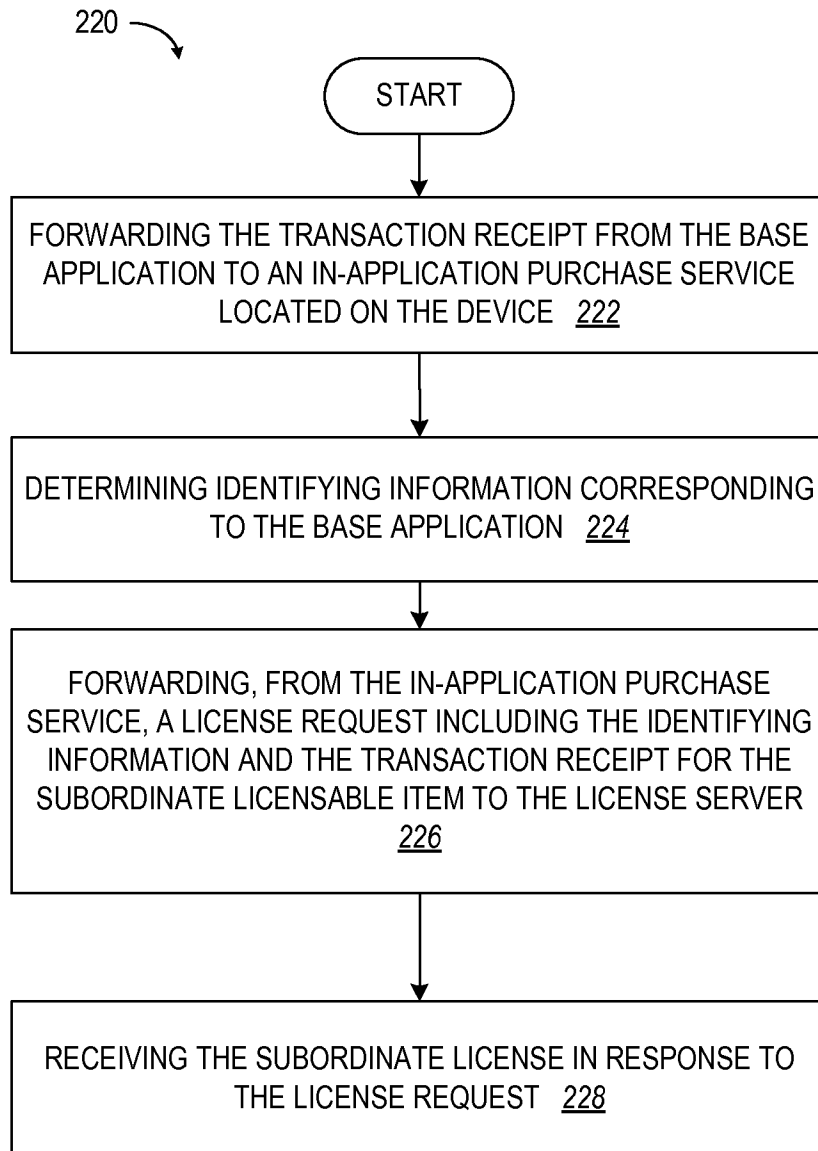 220
START
FORWARDING THE TRANSACTION RECEIPT FROM THE BASE
APPLICATION TO AN IN-APPLICATION PURCHASE SERVICE
LOCATED ON THE DEVICE 222
DETERMINING IDENTIFYING INFORMATION CORRESPONDING
TO THE BASE APPLICATION 224
FORWARDING, FROM THE IN-APPLICATION PURCHASE
SERVICE, A LICENSE REQUEST INCLUDING THE IDENTIFYING
INFORMATION AND THE TRANSACTION RECEIPT FOR THE
SUBORDINATE LICENSABLE ITEM TO THE LICENSE SERVER
226
RECEIVING THE SUBORDINATE LICENSE IN RESPONSE TO
THE LICENSE REQUEST 228